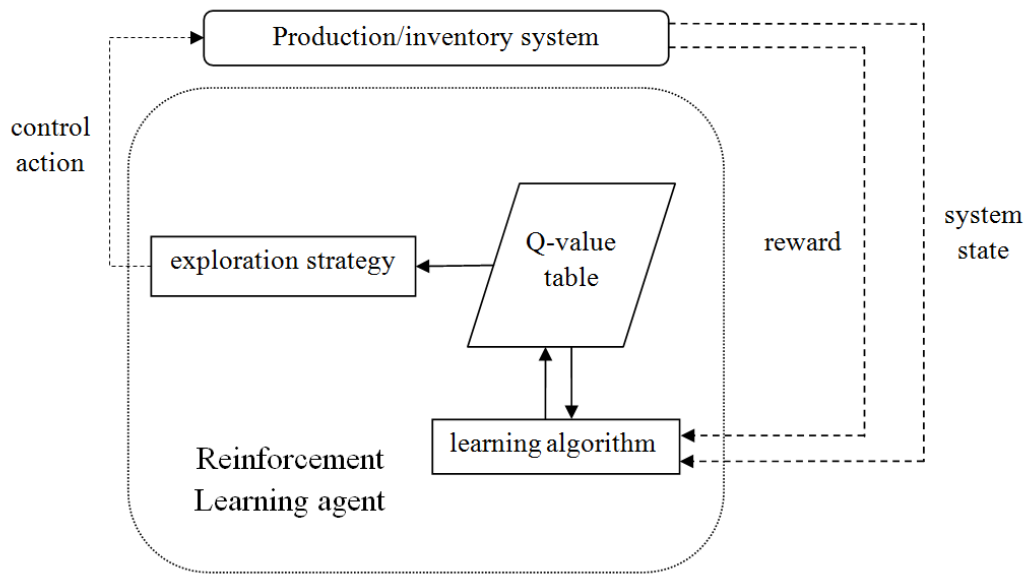 Production/inventory system
control
action
exploration strategy
Q-value
table
reward
system
state
learning algorithm
Reinforcement
Learning agent